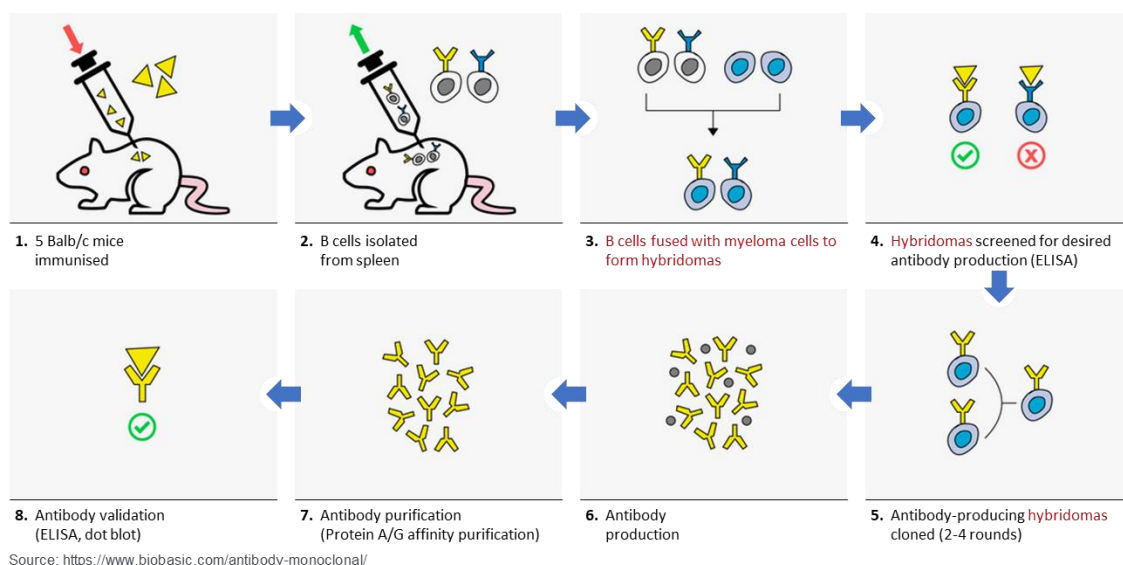 1. 5 Balb/c mice
immunised
2. B cells isolated
from spleen
3. B cells fused with myeloma cells to
form hybridomas
4. Hybridomas screened for desired
antibody production (ELISA)
8. Antibody validation
(ELISA, dot blot)
7. Antibody purification
(Protein A/G affinity purification)
6. Antibody
production
5. Antibody-producing hybridomas
cloned (2-4 rounds)
Source: https://www.biobasic.com/antibody-monoclonal/